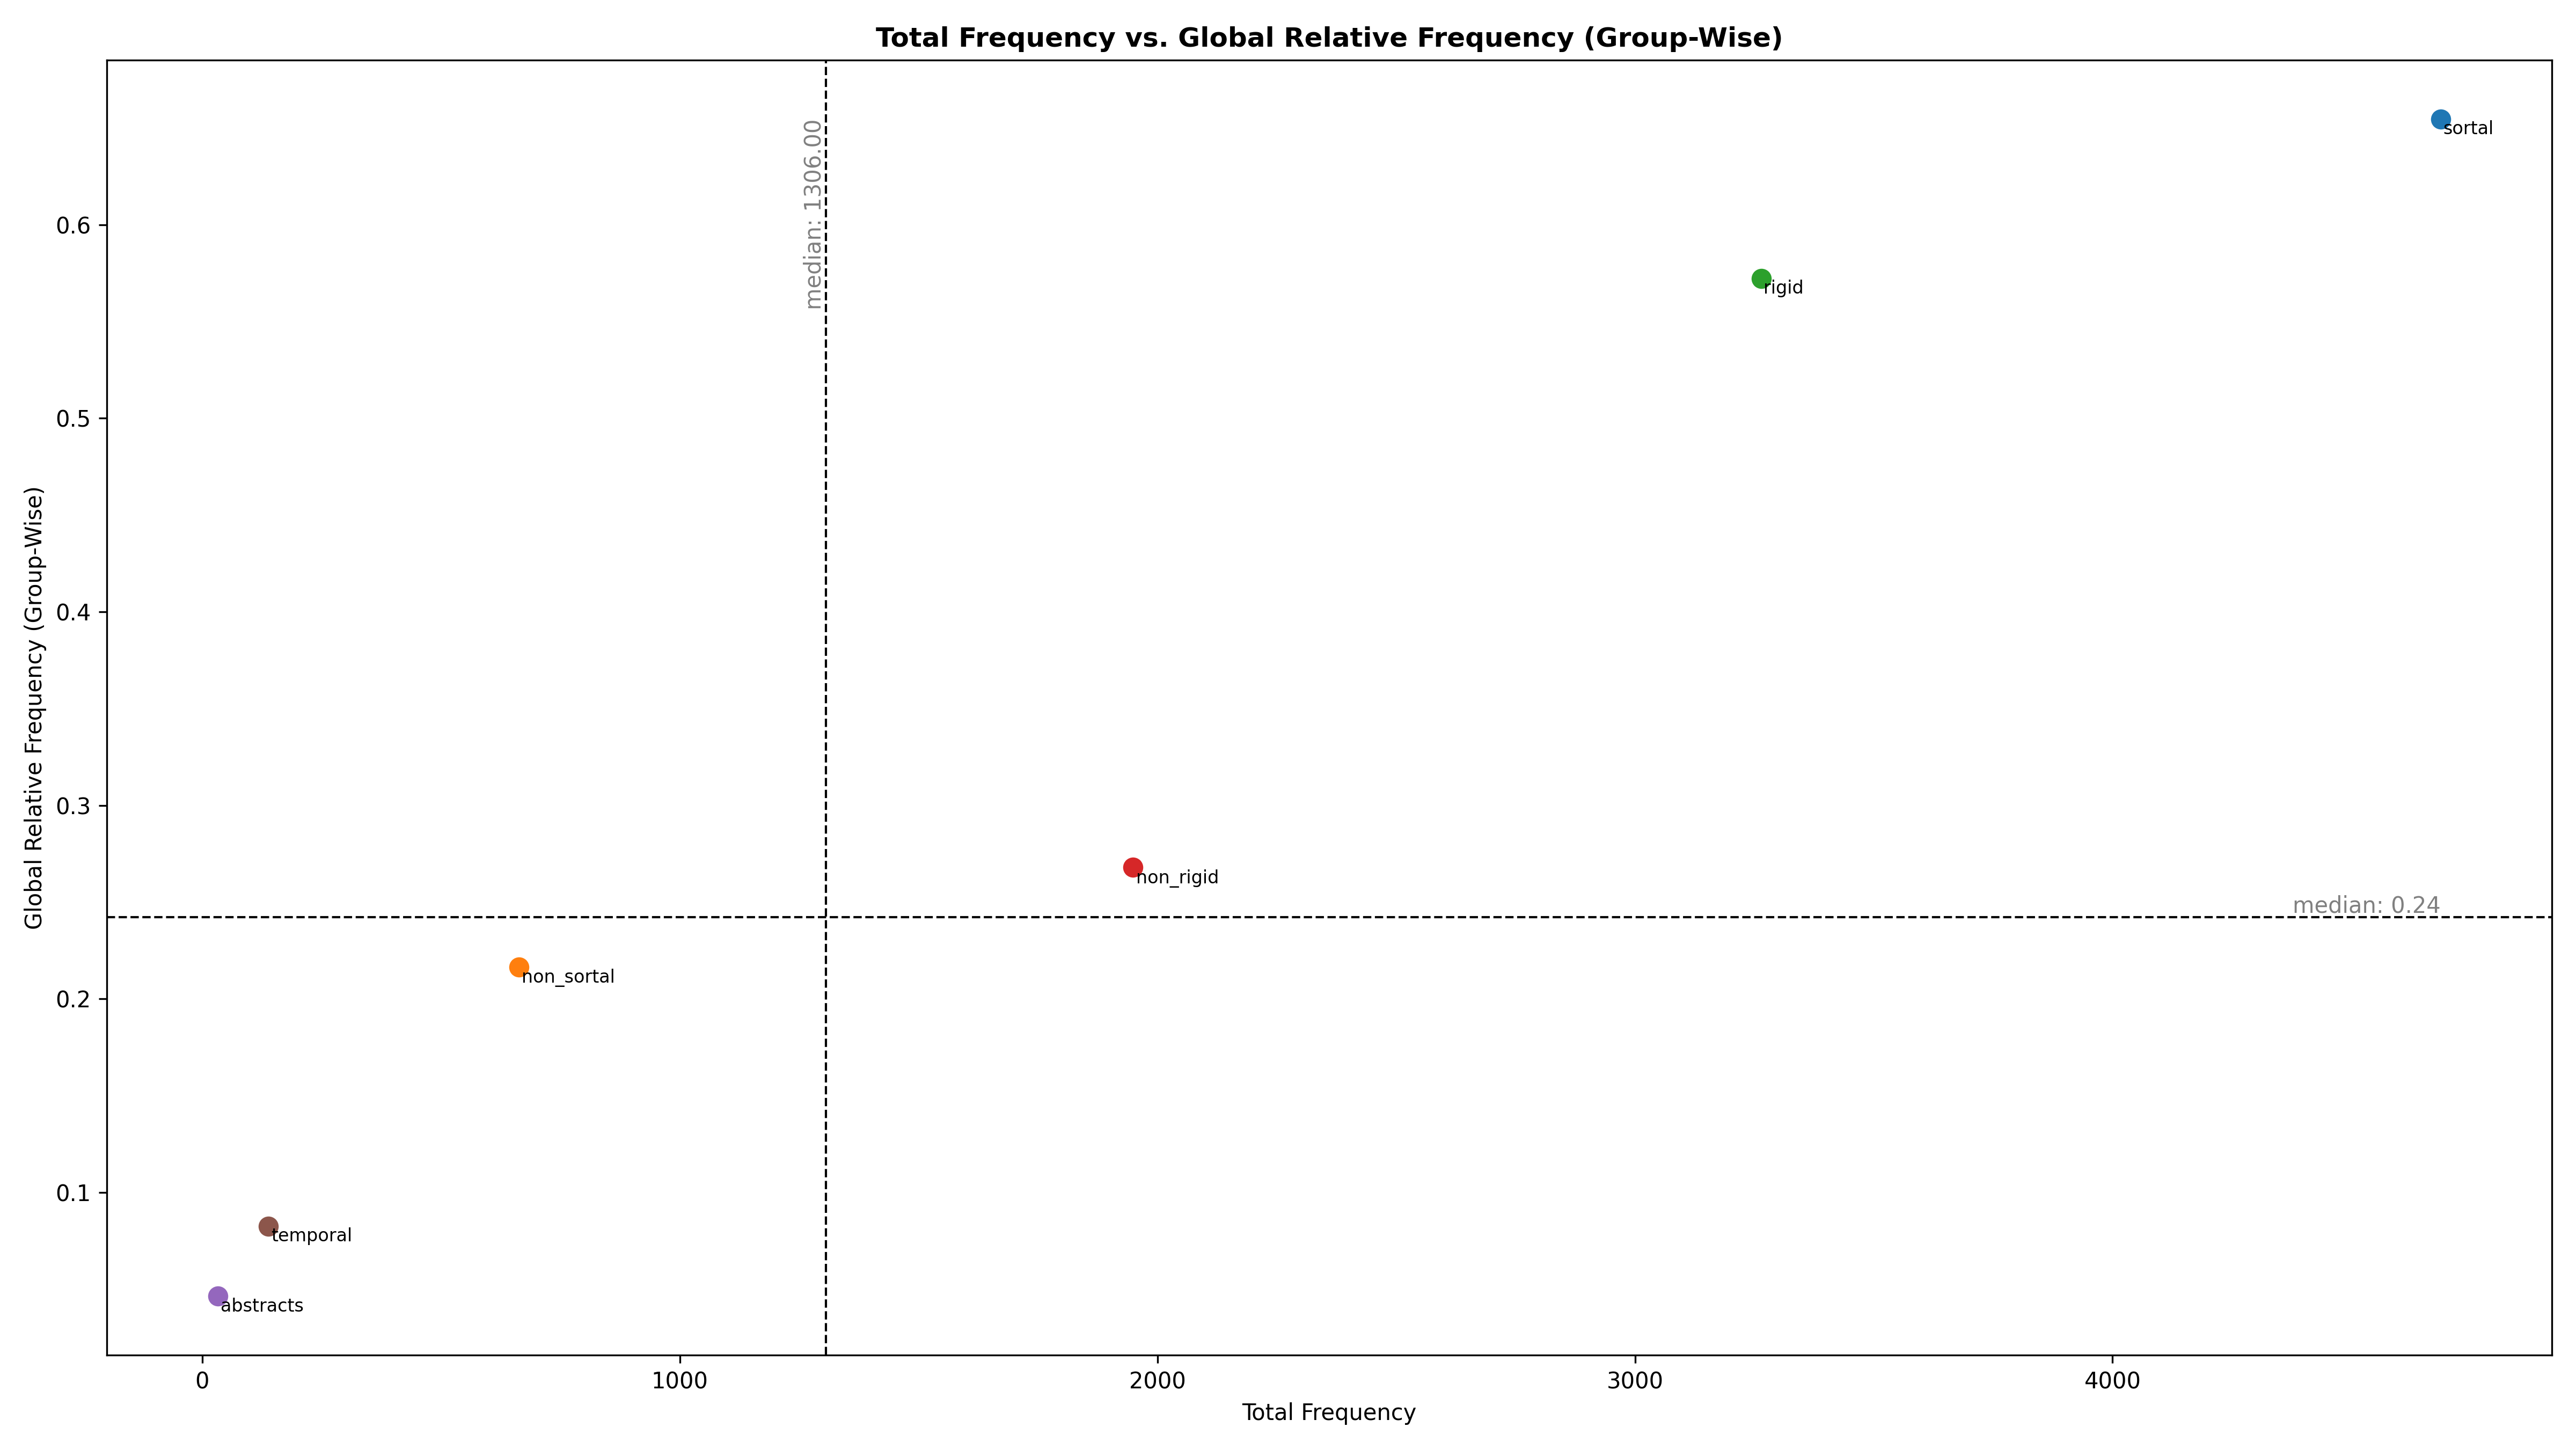 Total Frequency vs. Global Relative Frequency (Group-Wise)
median: 1306.00
sortal
0.6
rigid
0.5
Global Relative Frequency (Group-Wise)
0.4
0.3
non_rigid
median: 0.24
non_sortal
0.2
0.1
temporal
abstracts
0 1000 2000 3000 4000
Total Frequency